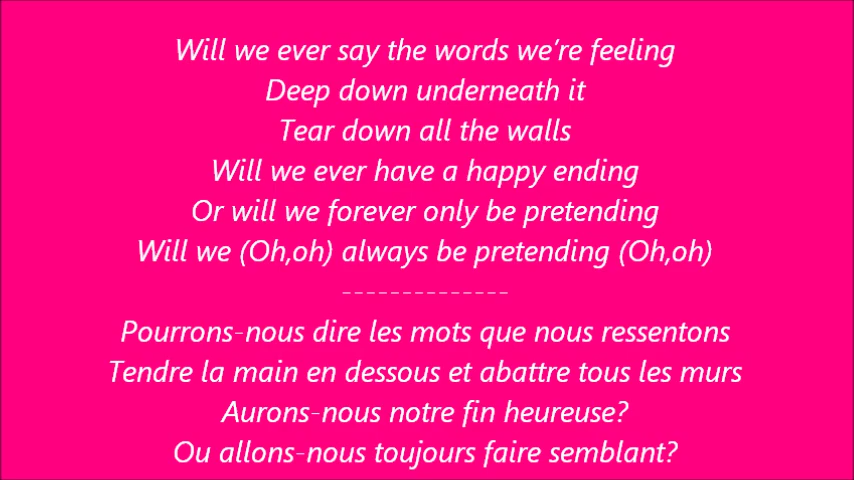 Will we ever say the words we're feeling
Deep down underneath it
Tear down all the walls
Will we ever have a happy ending
Or will we forever only be pretending
Will we (Oh,oh) always be pretending (Oh,oh)
--------------
Pourrons-nous dire les mots que nous ressentons
Tendre la main en dessous et abattre tous les murs
Aurons-nous notre fin heureuse?
Ou allons-nous toujours faire semblant?